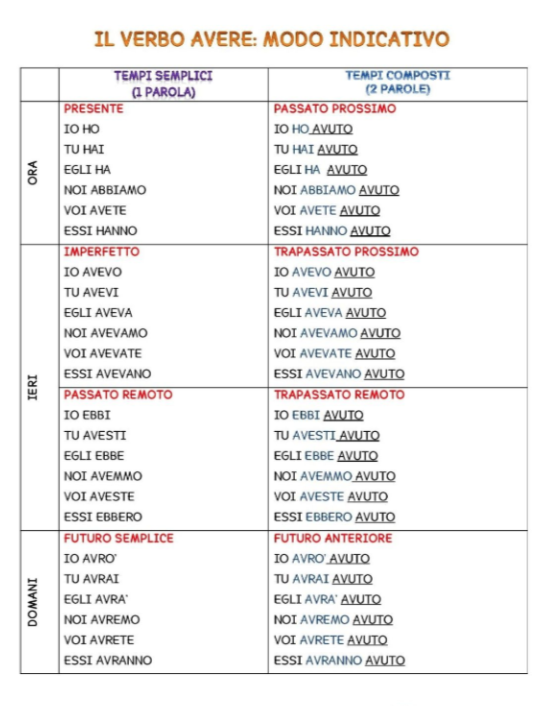 IL VERBO AVERE: MODO INDICATIVO
TEMPI SEMPLICI
(1 PAROLA)
TEMPI COMPOSTI
(2 PAROLE)
ORA
PRESENTE
IO HO
TU HAI
EGLI HA
NOI ABBIAMO
VOI AVETE
ESSI HANNO
PASSATO PROSSIMO
IO HO AVUTO
TU HAI AVUTO
EGLI HA AVUTO
NOI ABBIAMO AVUTO
VOI AVETE AVUTO
ESSI HANNO AVUTO
IERI
IMPERFETTO
IO AVEVO
TU AVEVI
EGLI AVEVA
NOI AVEVAMO
VOI AVEVATE
ESSI AVEVANO
TRAPASSATO PROSSIMO
IO AVEVO AVUTO
TU AVEVI AVUTO
EGLI AVEVA AVUTO
NOI AVEVAMO AVUTO
VOI AVEVATE AVUTO
ESSI AVEVANO AVUTO
PASSATO REMOTO
IO EBBI
TU AVESTI
EGLI EBBE
NOI AVEMMO
VOI AVESTE
ESSI EBBERO
TRAPASSATO REMOTO
IO EBBI AVUTO
TU AVESTI AVUTO
EGLI EBBE AVUTO
NOI AVEMMO AVUTO
VOI AVESTE AVUTO
ESSI EBBERO AVUTO
DOMANI
FUTURO SEMPLICE
IO AVRO'
TU AVRAI
EGLI AVRA'
NOI AVREMO
VOI AVRETE
ESSI AVRANNO
FUTURO ANTERIORE
IO AVRO' AVUTO
TU AVRAI AVUTO
EGLI AVRA' AVUTO
NOI AVREMO AVUTO
VOI AVRETE AVUTO
ESSI AVRANNO AVUTO